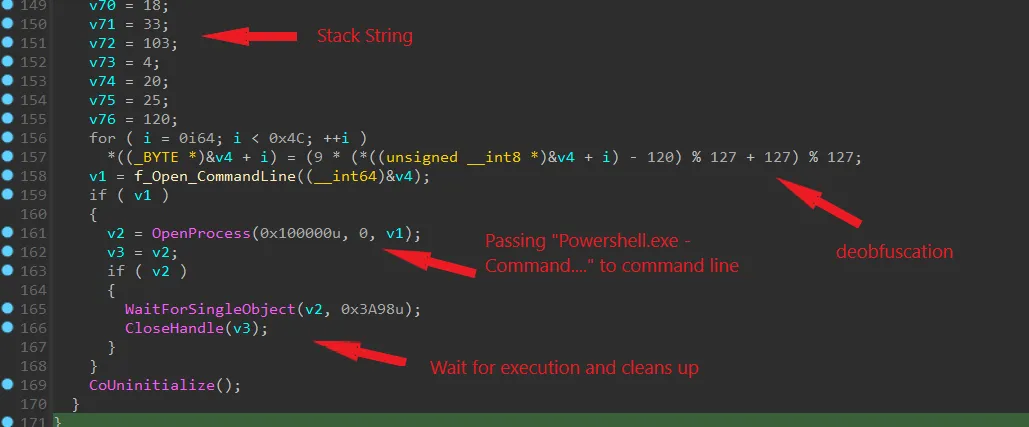 149 v70 = 18;
150 v71 = 33;
151 v72 = 103;
Stack String
152 v73 = 4;
153 v74 = 20;
154 v75 = 25;
155 v76 = 120;
156 for ( i = 0i64; i < 0x4C; ++i )
157 *((_BYTE *)&v4 + i) = (9 * (*((unsigned __int8 *)&v4 + i) - 120) % 127 + 127) % 127;
158 v1 = f_Open_CommandLine((__int64)&v4);
159 if ( v1 )
160 {
161 v2 = OpenProcess(0x100000u, 0, v1);
162 v3 = v2;
163 if ( v2 )
Passing "Powershell.exe -
Command...." to command line
deobfuscation
164 {
165 WaitForSingleObject(v2, 0x3A98u);
166 CloseHandle(v3);
167 }
168 }
Wait for execution and cleans up
169 CoUninitialize();
170 }
171 }